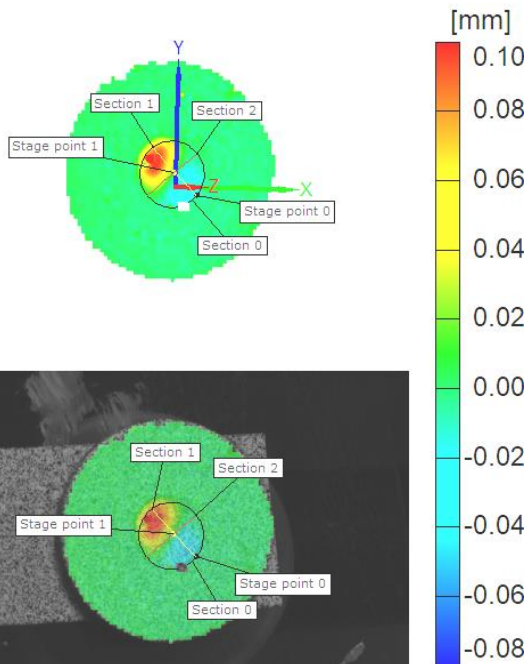 [mm]
Y
0.10
Section 1
Section 2
0.08
Stage point 1
0.06
Z
X
Stage point 0
0.04
Section 0
0.02
0.00
Section 1
Section 2
-0.02
Stage point 1
-0.04
Stage point 0
-0.06
Section 0
-0.08